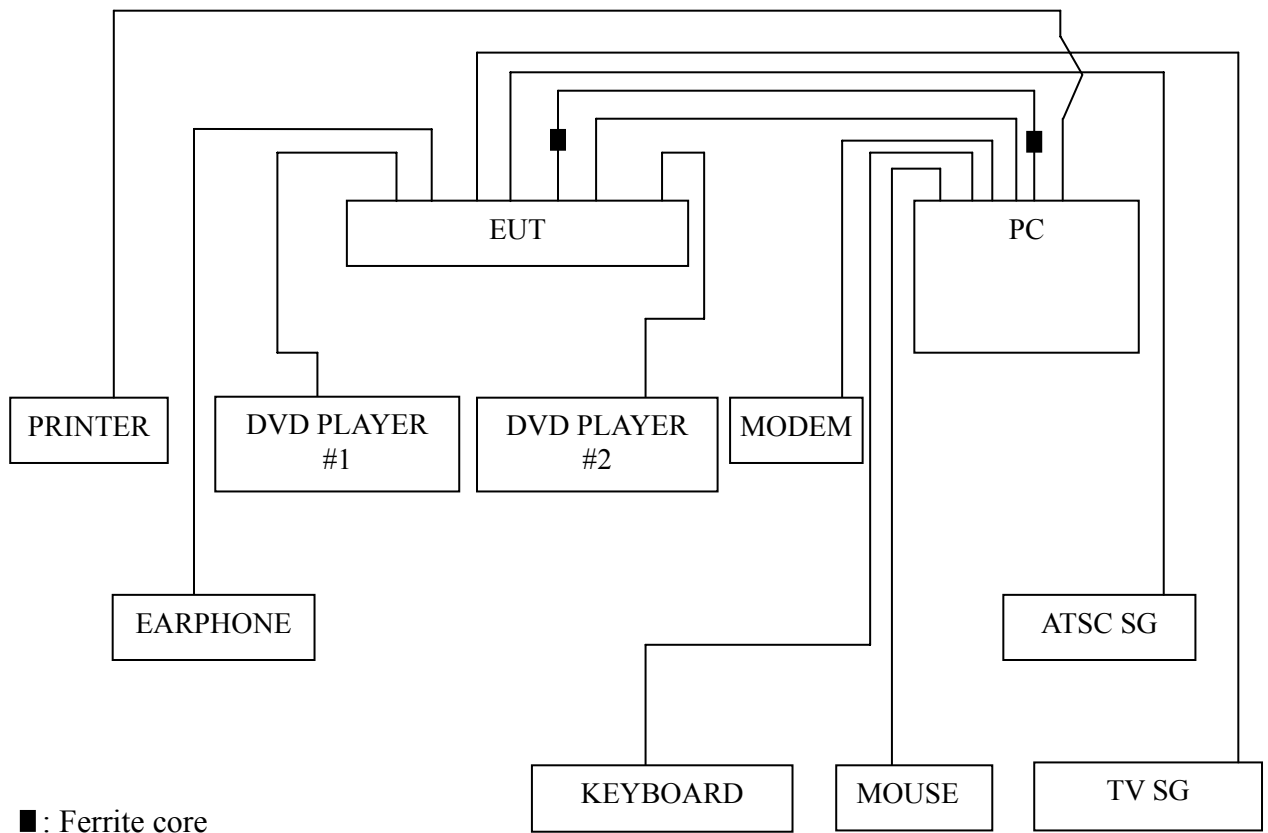 EUT
PC
PRINTER
DVD PLAYER
#1
DVD PLAYER
#2
MODEM
EARPHONE
ATSC SG
KEYBOARD
MOUSE
TV SG
■: Ferrite core